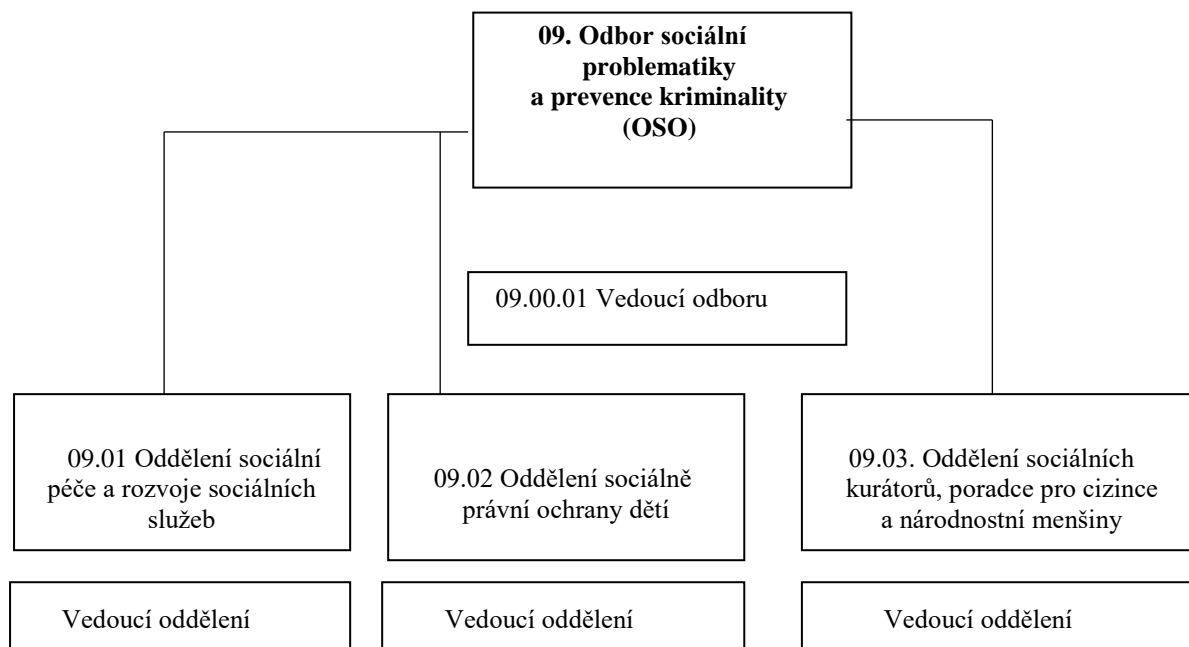 09. Odbor sociální
problematiky
a prevence kriminality
(OSO)
09.00.01 Vedoucí odboru
09.01 Oddělení sociální
péče a rozvoje sociálních
služeb
09.02 Oddělení sociálně
právní ochrany dětí
09.03. Oddělení sociálních
kurátorů, poradce pro cizince
a národnostní menšiny
Vedoucí oddělení
Vedoucí oddělení
Vedoucí oddělení